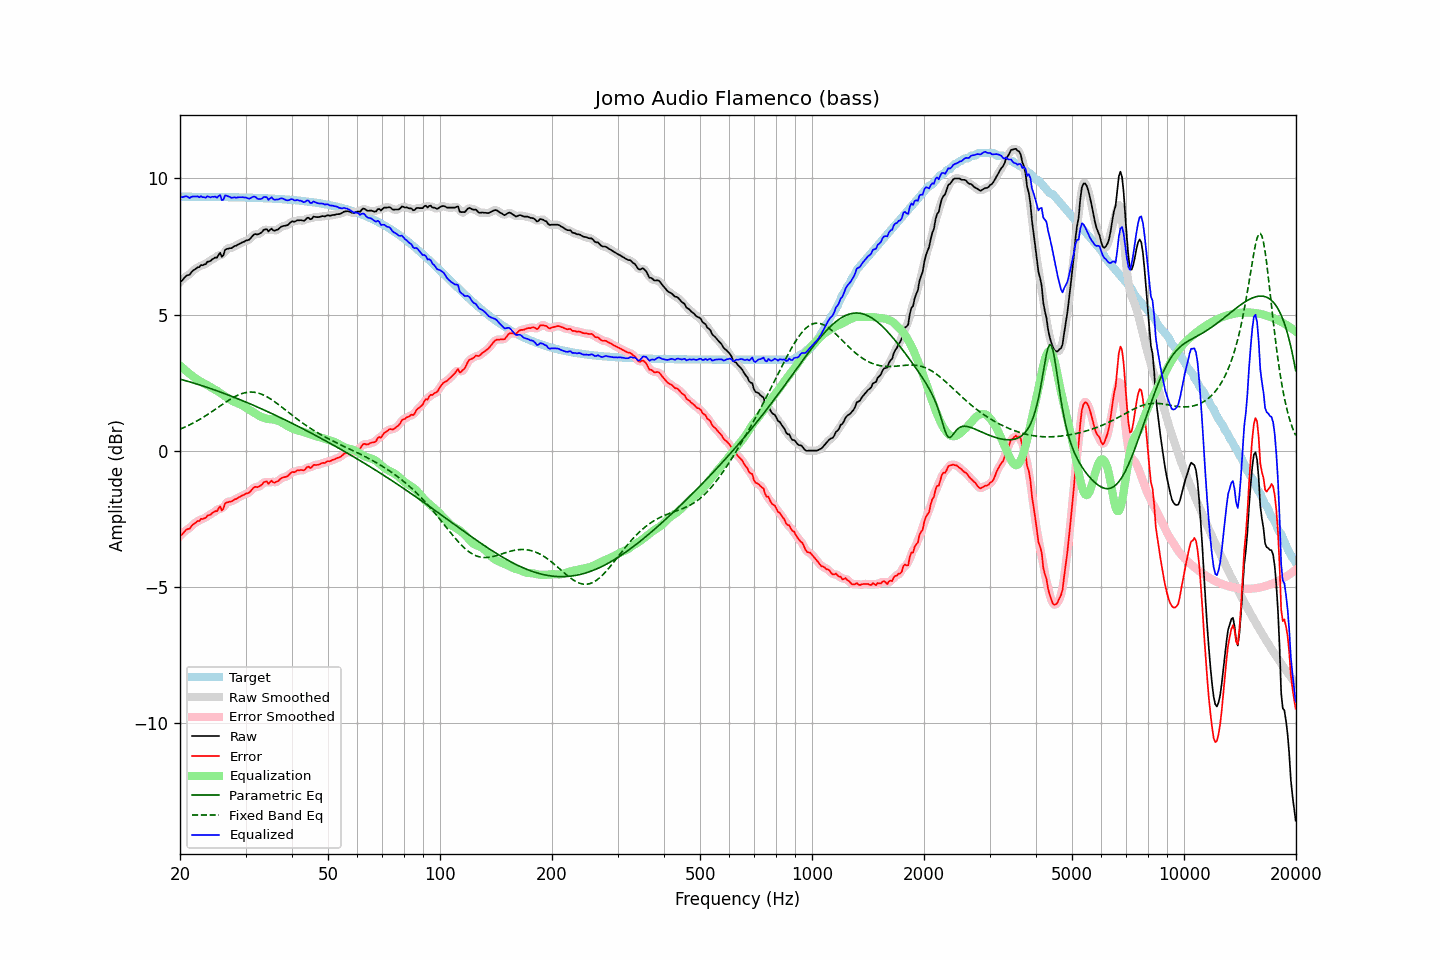 Jomo Audio Flamenco (bass)
Amplitude (dBr)
10
5
0
−5
−10
Target
Raw Smoothed
Error Smoothed
Raw
Error
Equalization
Parametric Eq
Fixed Band Eq
Equalized
20 50 100 200 500 1000 2000 5000 10000 20000
Frequency (Hz)